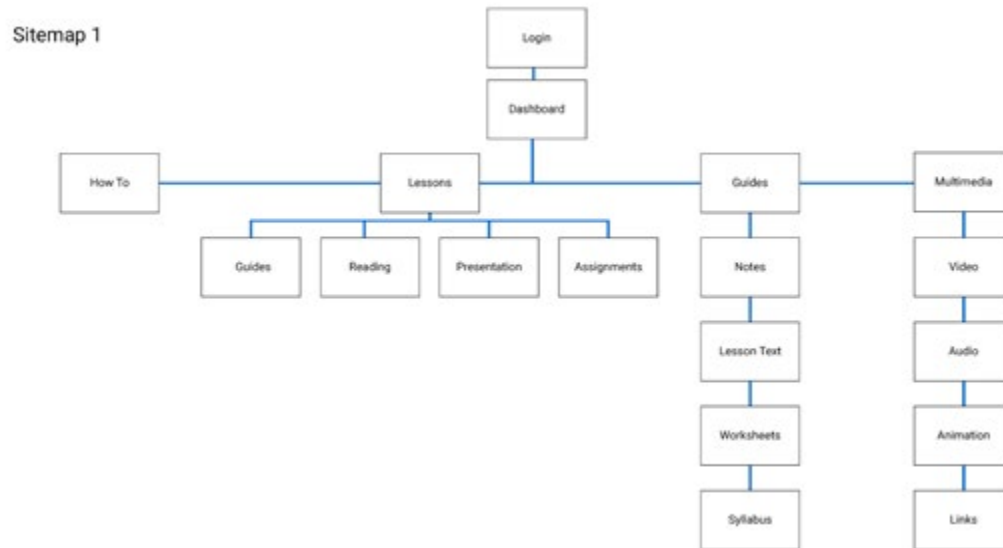 Sitemap 1
Login
Dashboard
How To
Lessons
Guides
Multimedia
Guides
Reading
Presentation
Assignments
Notes
Video
Lesson Text
Audio
Worksheets
Animation
Syllabus
Links